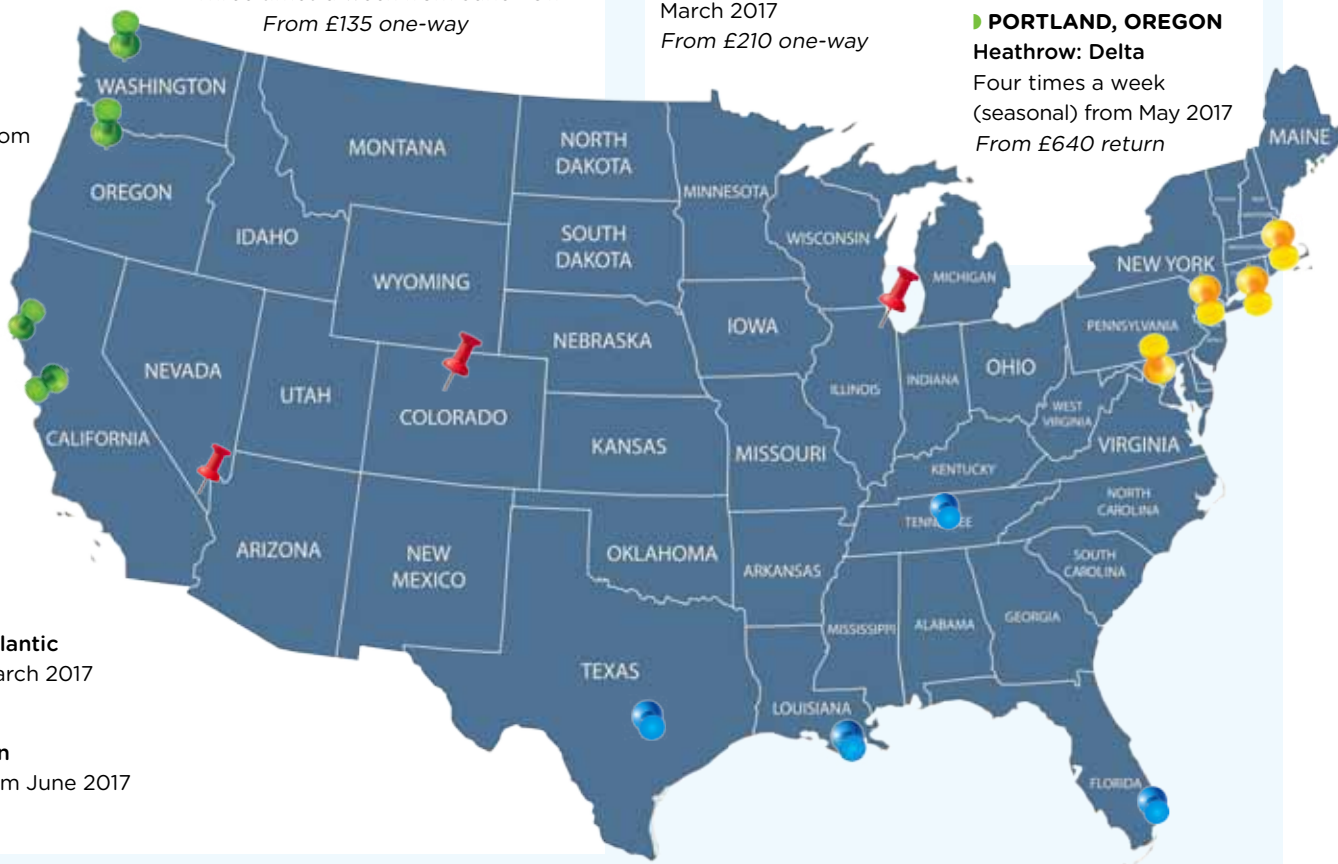 From £135 one-way
March 2017
From £210 one-way
PORTLAND, OREGON
Heathrow: Delta
Four times a week
(seasonal) from May 2017
From £640 return
om
lantic
arch 2017
n
m June 2017
WASHINGTON
MONTANA
NORTH
DAKOTA
MAINE
OREGON
MINNESOTA
IDAHO
SOUTH
DAKOTA
WISCONSIN
WYOMING
MICHIGAN
NEW YORK
NEBRASKA
IOWA
PENNSYLVANIA
NEVADA
UTAH
COLORADO
ILLINOIS
INDIANA
OHIO
WEST
VIRGINIA
CALIFORNIA
KANSAS
MISSOURI
VIRGINIA
KENTUCKY
NORTH
CAROLINA
ARIZONA
NEW
MEXICO
OKLAHOMA
TENN EE
ARKANSAS
SOUTH
CAROLINA
MISSISSIPPI
ALABAMA
GEORGIA
TEXAS
LOUISIANA
FLORIDA